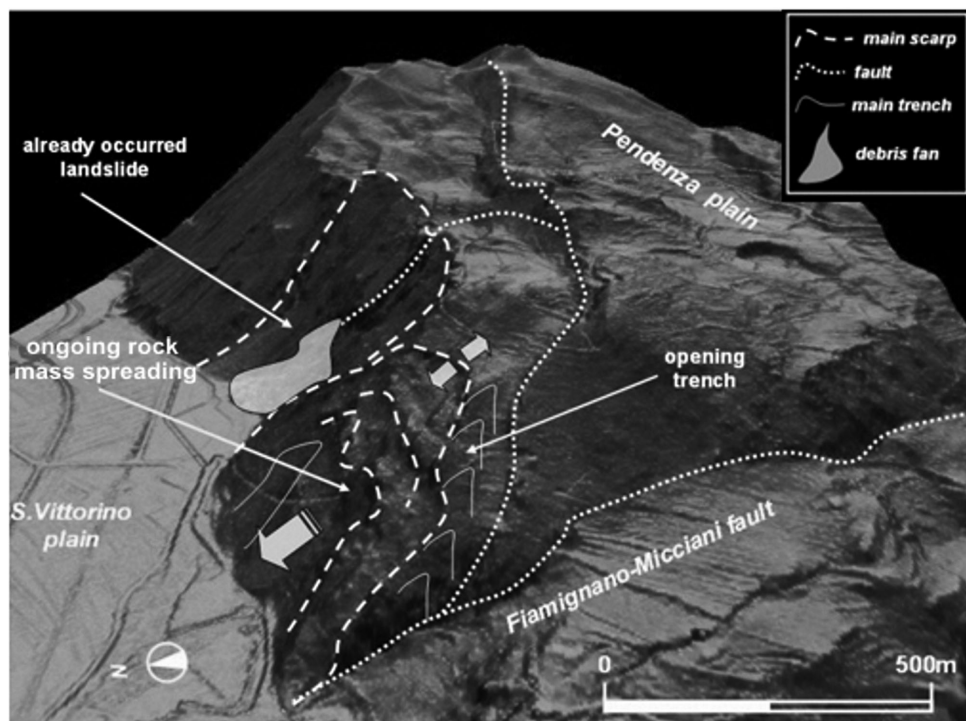 main scarp
fault
main trench
debris fan
already occurred
landslide
Pendenza plain
ongoing rock
mass spreading
opening
trench
S.Vittorino
plain
Fiamignano-Micciani fault
N
0
500m